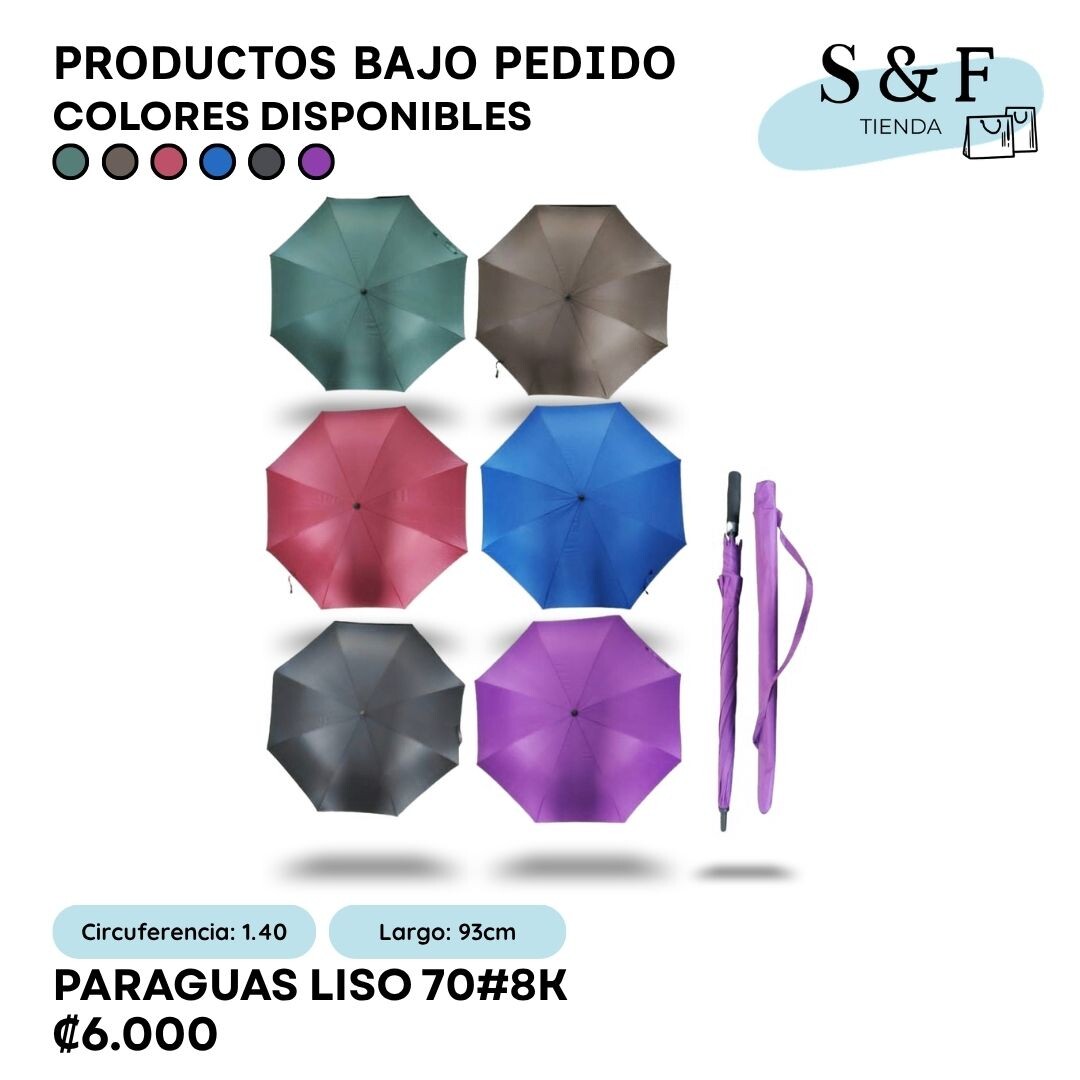 PRODUCTOS BAJO PEDIDO
COLORES DISPONIBLES
S & F
TIENDA
Circuferencia: 1.40
Largo: 93cm
PARAGUAS LISO 70#8K
₡6.000